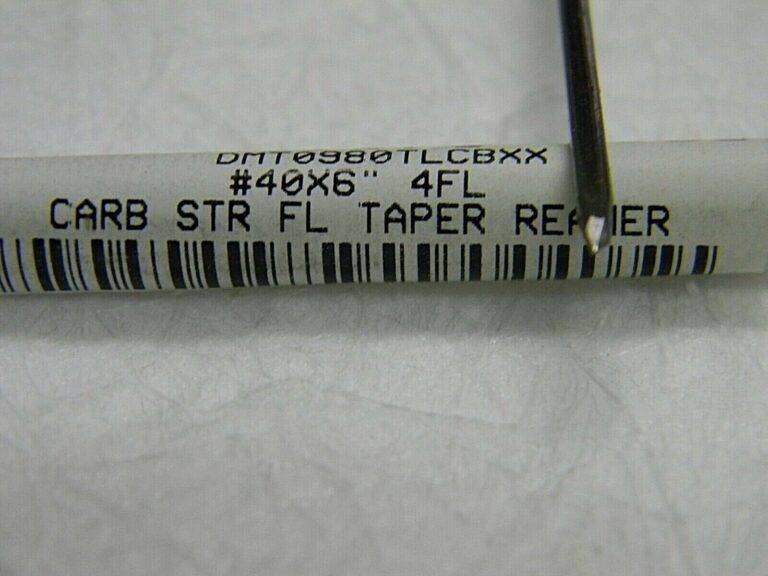 DMT0980TLCBXX
#40X6" 4FL
CARB STR FL TAPER REAMER